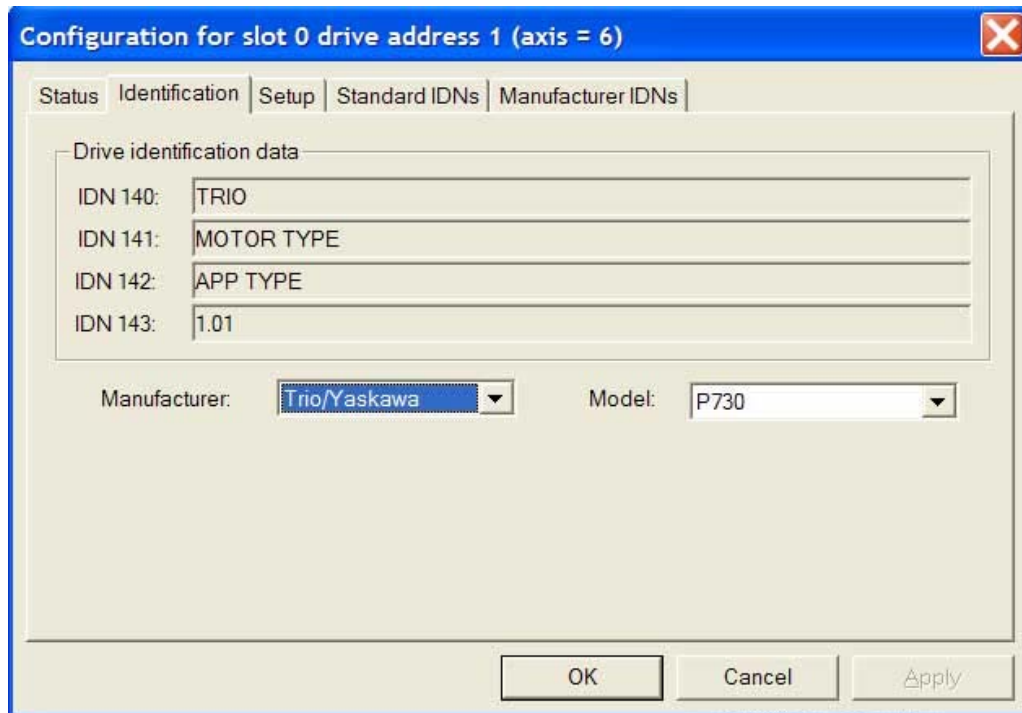 Configuration for slot 0 drive address 1 (axis = 6)
Status Identification Setup Standard IDNs Manufacturer IDNs
Drive identification data
IDN 140: TRIO
IDN 141: MOTOR TYPE
IDN 142: APP TYPE
IDN 143: 1.01
Manufacturer: Trio/Yaskawa Model: P730
OK Cancel Apply